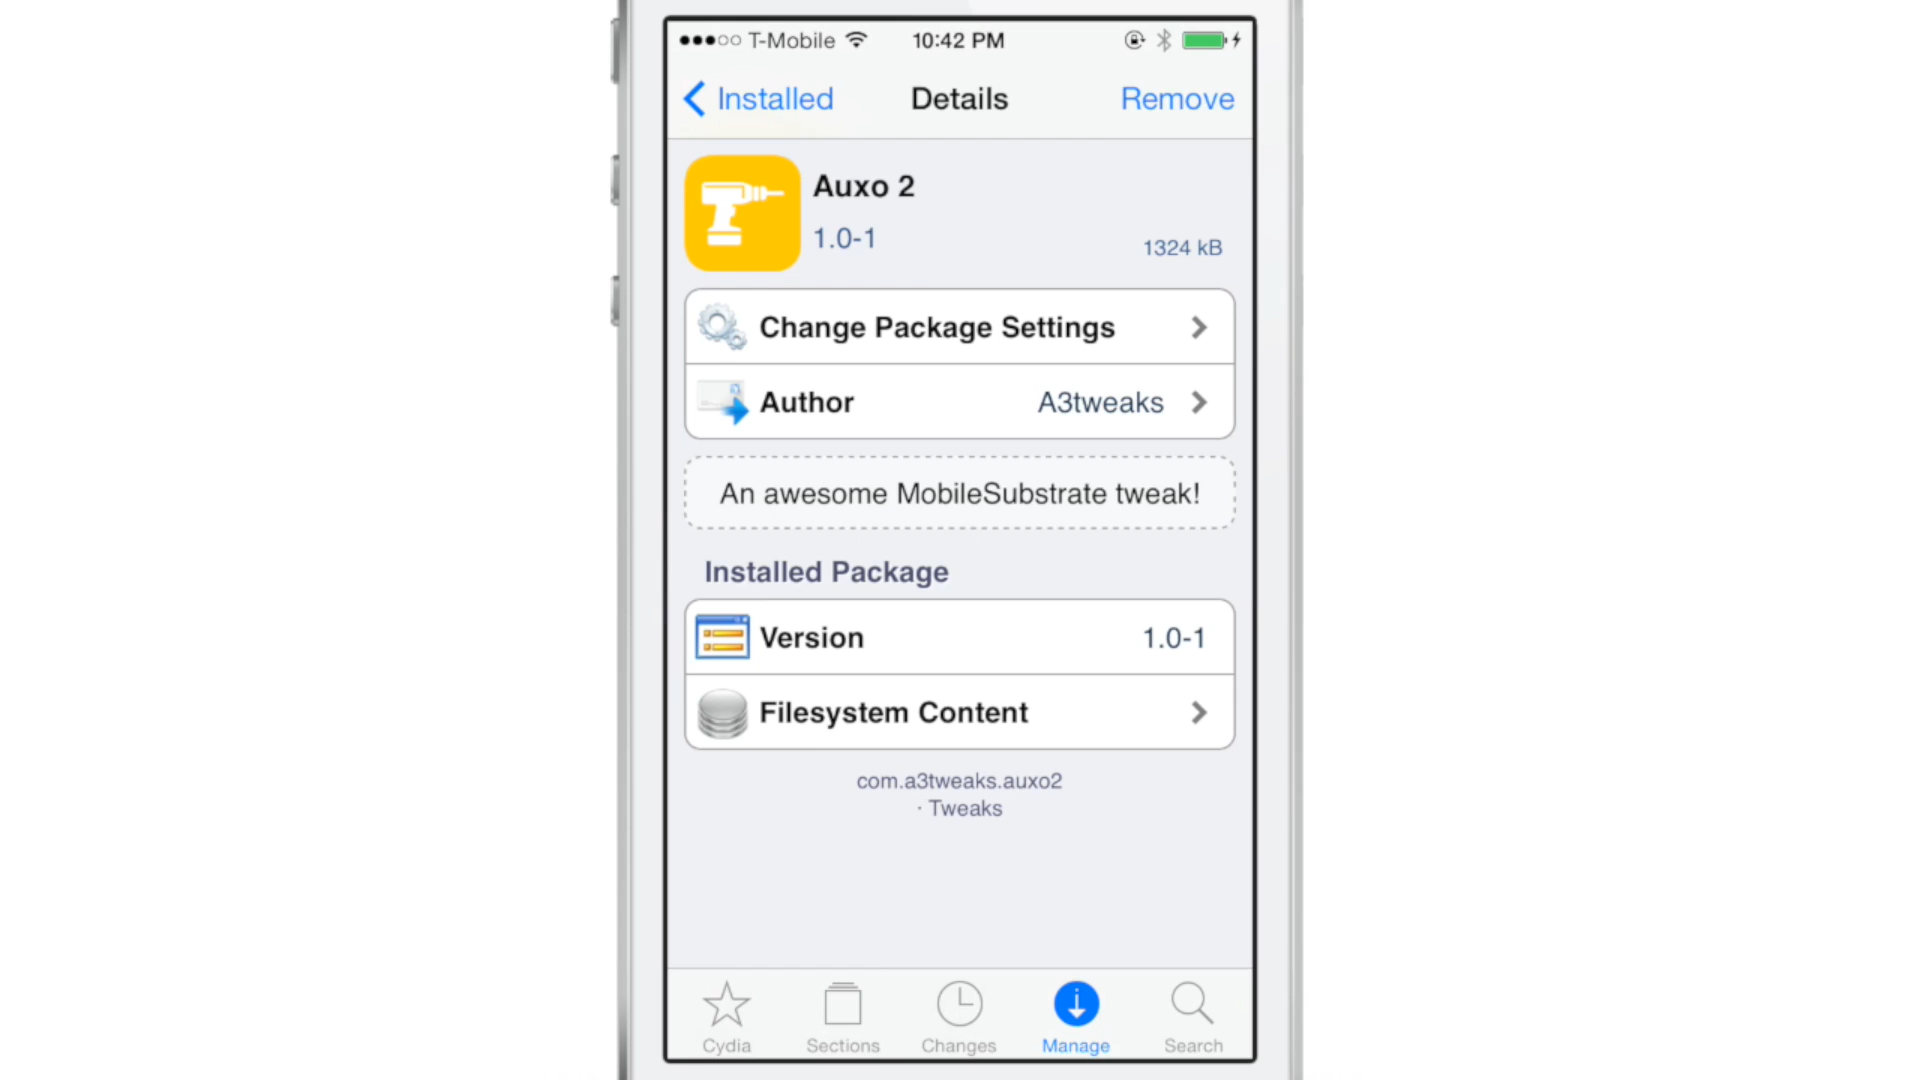 T-Mobile 10:42 PM
Installed Details Remove
Auxo 2
1.0-1
1324 kB
Change Package Settings
Author A3tweaks
An awesome MobileSubstrate tweak!
Installed Package
Version 1.0-1
Filesystem Content
com.a3tweaks.auxo2
· Tweaks
Cydia Sections Changes Manage Search